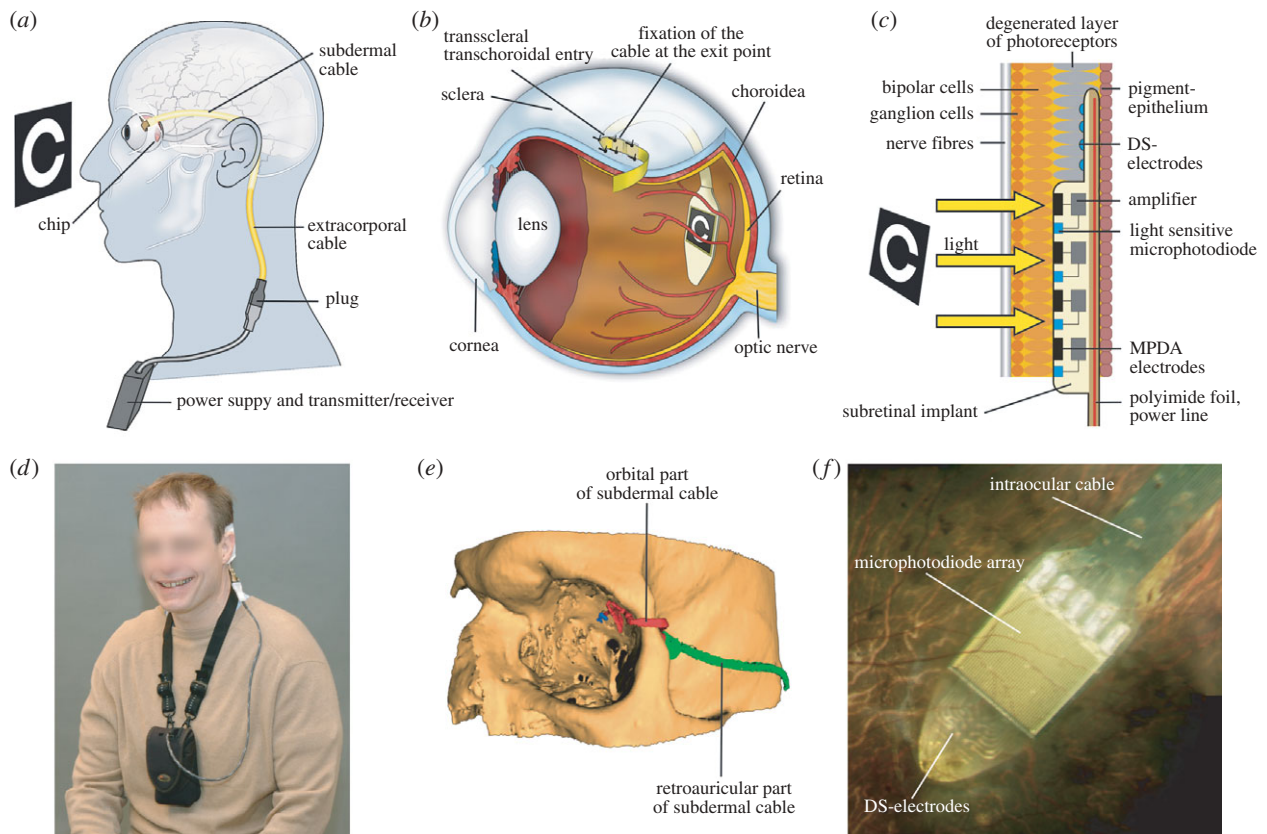 (a)
subdermal
cable
C
chip
extracorporal
cable
plug
power suppy and transmitter/receiver
(b)
transscleral
transchoroidal entry
fixation of the
cable at the exit point
sclera
choroidea
retina
lens
C
cornea
optic nerve
(c)
degenerated layer
of photoreceptors
bipolar cells
ganglion cells
nerve fibres
pigment-
epithelium
DS-
electrodes
amplifier
light sensitive
microphotodiode
C
light
MPDA
electrodes
subretinal implant
polyimide foil,
power line
(d)
(e)
orbital part
of subdermal cable
retroauricular part
of subdermal cable
(f)
intraocular cable
microphotodiode array
DS-electrodes